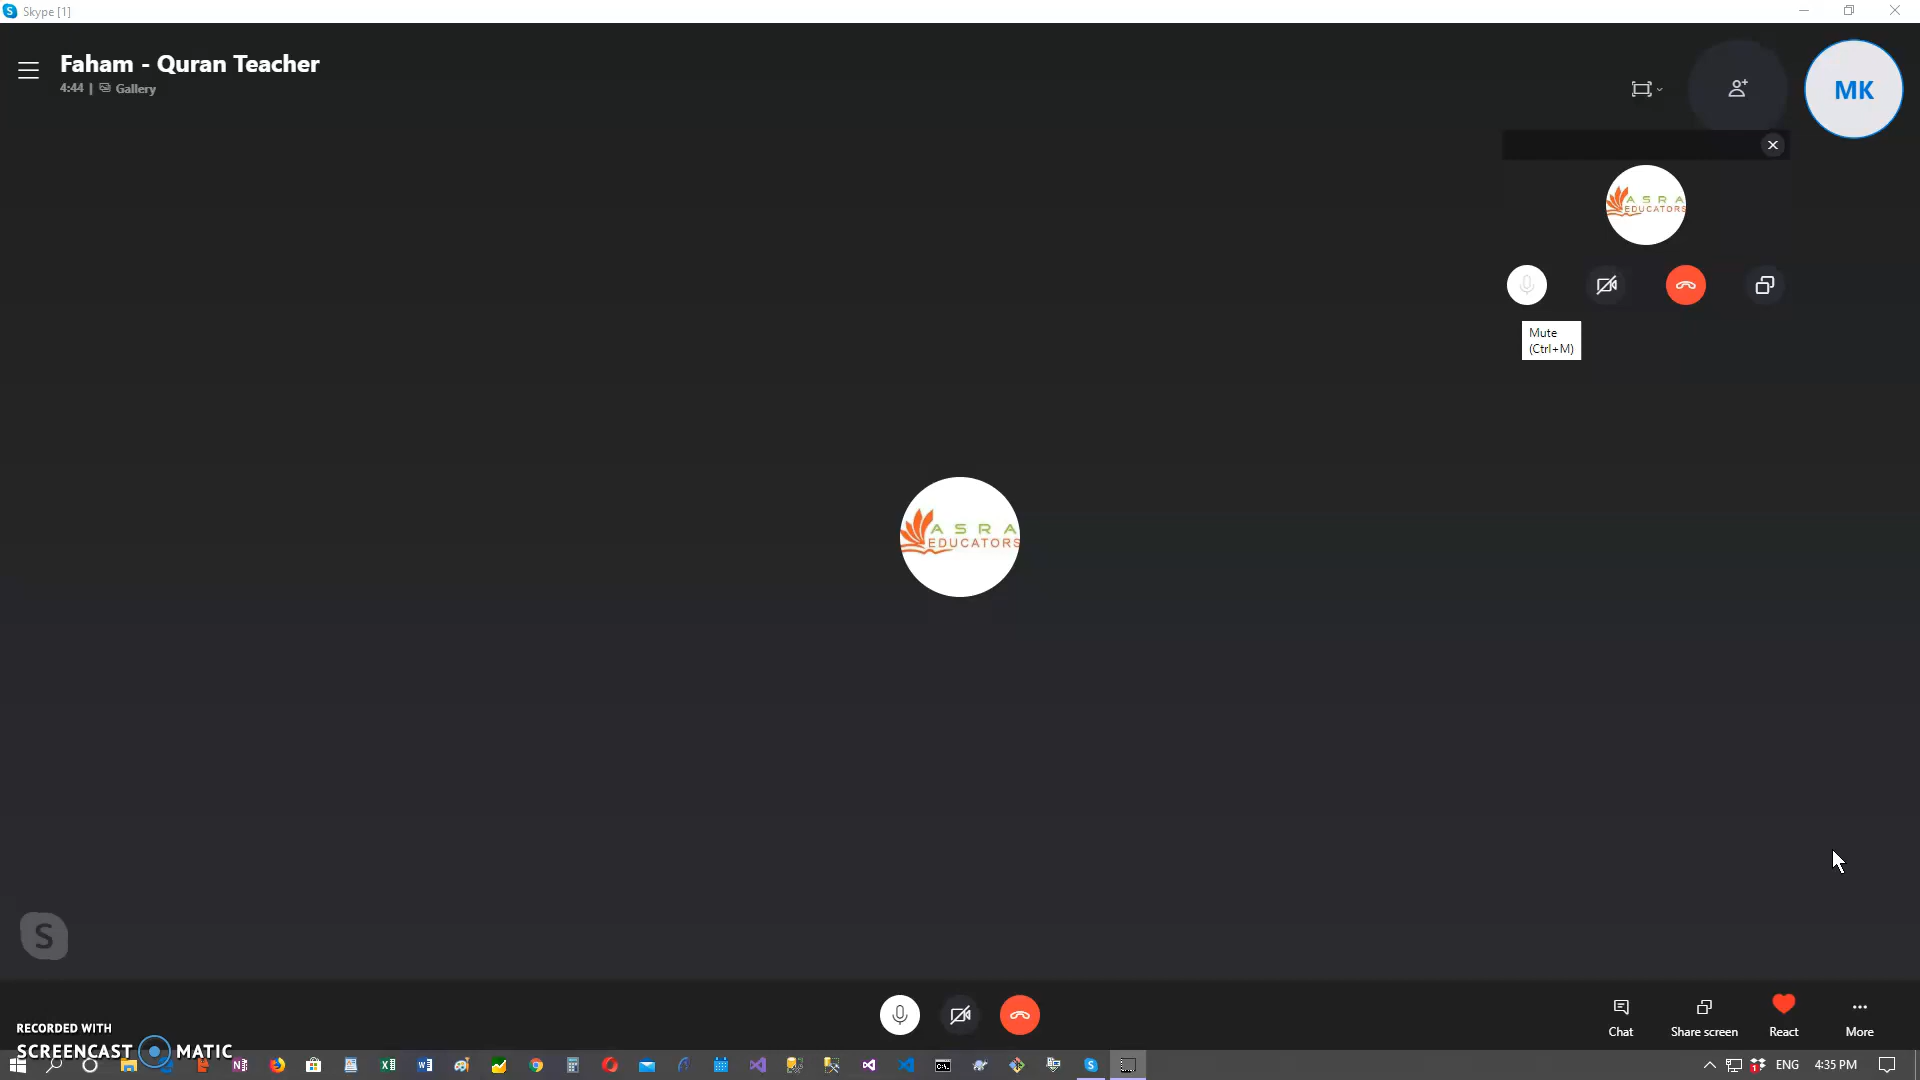 Skype [1]
Faham - Quran Teacher
4:44 | Gallery
MK
ASRA
EDUCATORS
Mute
(Ctrl+M)
ASRA
EDUCATORS
S
Chat
Share screen
React
More
RECORDED WITH
SCREENCAST MATIC
ENG
4:35 PM